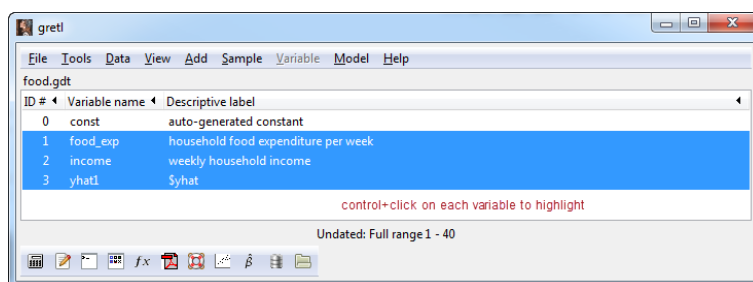 gretl
File Tools Data View Add Sample Variable Model Help
food.gdt
ID # Variable name Descriptive label
0 const auto-generated constant
1 food_exp household food expenditure per week
2 income weekly household income
3 yhat1 $yhat
control+click on each variable to highlight
Undated: Full range 1 - 40
fx β̂